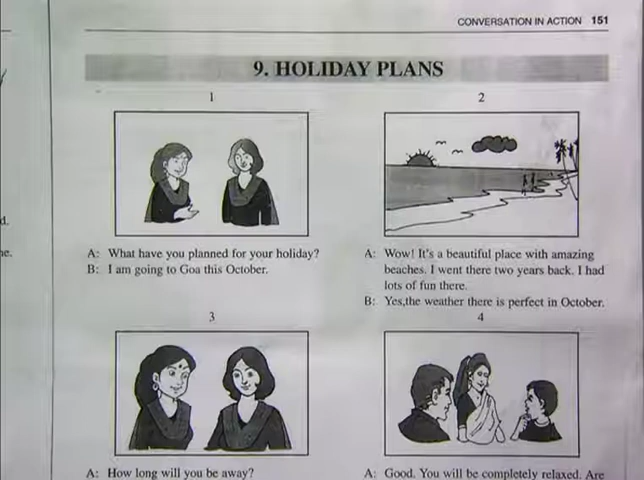 CONVERSATION IN ACTION 151
9. HOLIDAY PLANS
1
A: What have you planned for your holiday?
B: I am going to Goa this October.
2
A: Wow! It's a beautiful place with amazing
beaches. I went there two years back. I had
lots of fun there.
B: Yes,the weather there is perfect in October.
3
A: How long will you be away?
4
A: Good. You will be completely relaxed. Are